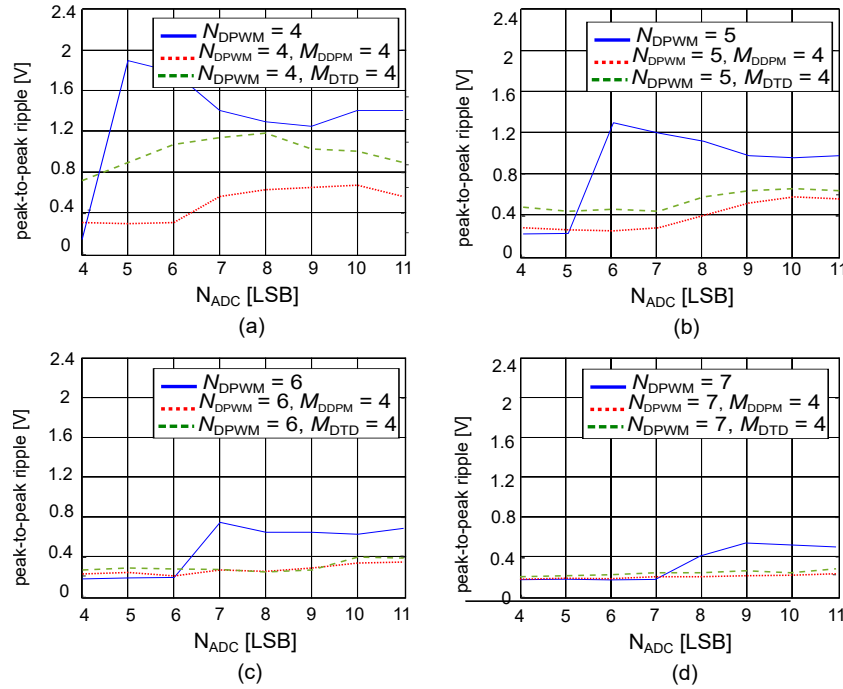 2.4
2
1.6
1.2
0.8
0.4
0
peak-to-peak ripple [V]
N_DPWM = 4
N_DPWM = 4, M_DDPM = 4
N_DPWM = 4, M_DTD = 4
4 5 6 7 8 9 10 11
N_ADC [LSB]
(a)
2.4
2
1.6
1.2
0.8
0.4
0
peak-to-peak ripple [V]
N_DPWM = 5
N_DPWM = 5, M_DDPM = 4
N_DPWM = 5, M_DTD = 4
4 5 6 7 8 9 10 11
N_ADC [LSB]
(b)
2.4
2
1.6
1.2
0.8
0.4
0
peak-to-peak ripple [V]
N_DPWM = 6
N_DPWM = 6, M_DDPM = 4
N_DPWM = 6, M_DTD = 4
4 5 6 7 8 9 10 11
N_ADC [LSB]
(c)
2.4
2
1.6
1.2
0.8
0.4
0
peak-to-peak ripple [V]
N_DPWM = 7
N_DPWM = 7, M_DDPM = 4
N_DPWM = 7, M_DTD = 4
4 5 6 7 8 9 10 11
N_ADC [LSB]
(d)